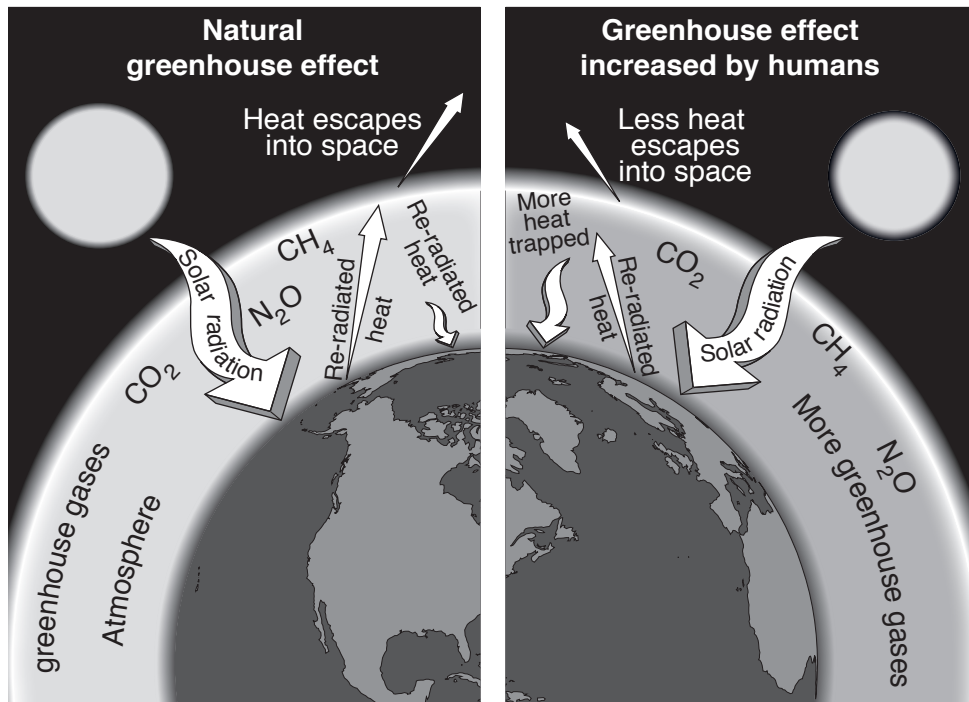 Natural
greenhouse effect
Heat escapes
into space
Solar
radiation
CH₄
N₂O
CO₂
Re-radiated
heat
Re-radiated
heat
greenhouse gases
Atmosphere
Greenhouse effect
increased by humans
Less heat
escapes
into space
More
heat
trapped
Re-radiated
heat
CO₂
Solar radiation
CH₄
N₂O
More greenhouse gases